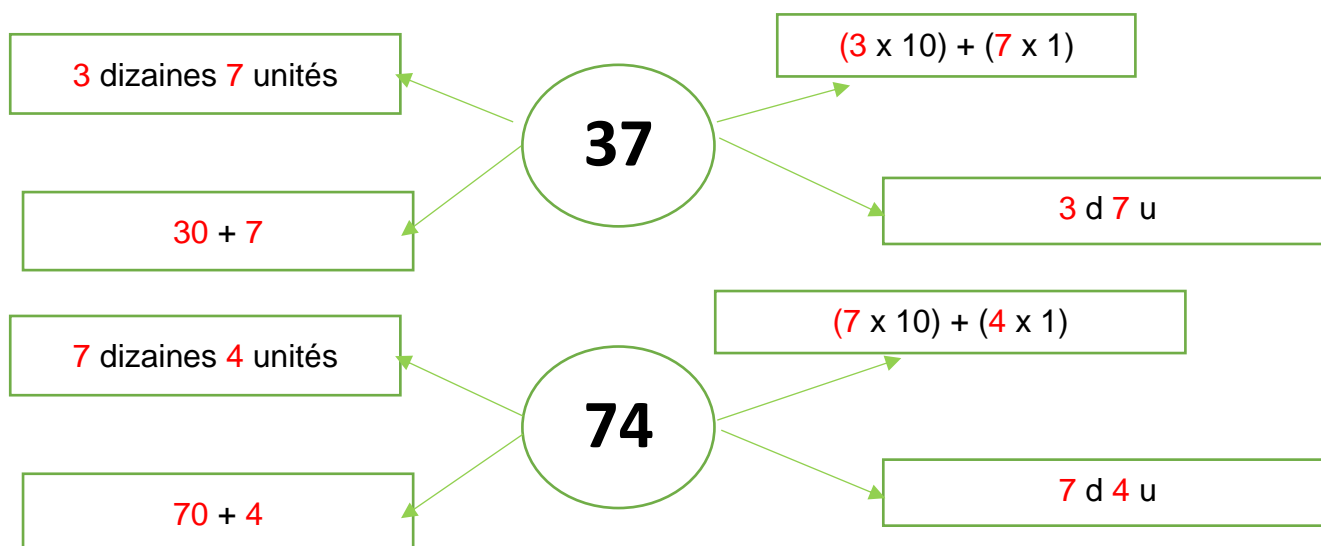 (3 x 10) + (7 x 1)
3 dizaines 7 unités
37
3 d 7 u
30 + 7
(7 x 10) + (4 x 1)
7 dizaines 4 unités
74
7 d 4 u
70 + 4